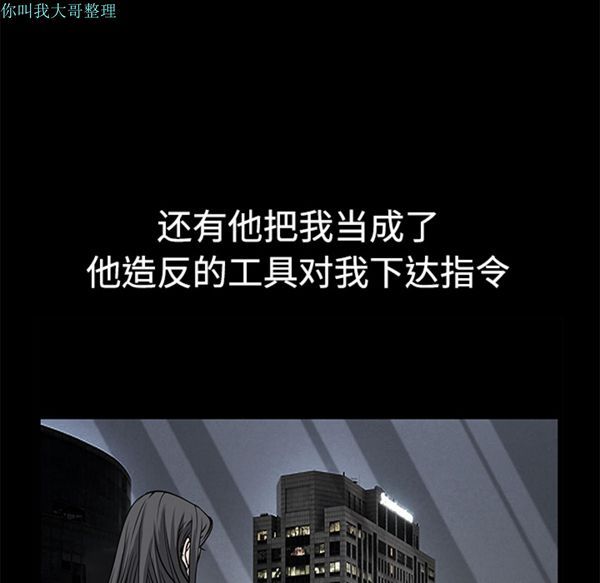 你叫我大哥整理
还有他把我当成了
他造反的工具对我下达指令